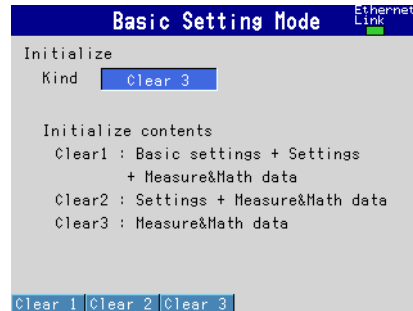 Basic Setting Mode
Ethernet
Link
Initialize
Kind Clear 3
Initialize contents
Clear1 : Basic settings + Settings
+ Measure&Math data
Clear2 : Settings + Measure&Math data
Clear3 : Measure&Math data
Clear 1 Clear 2 Clear 3